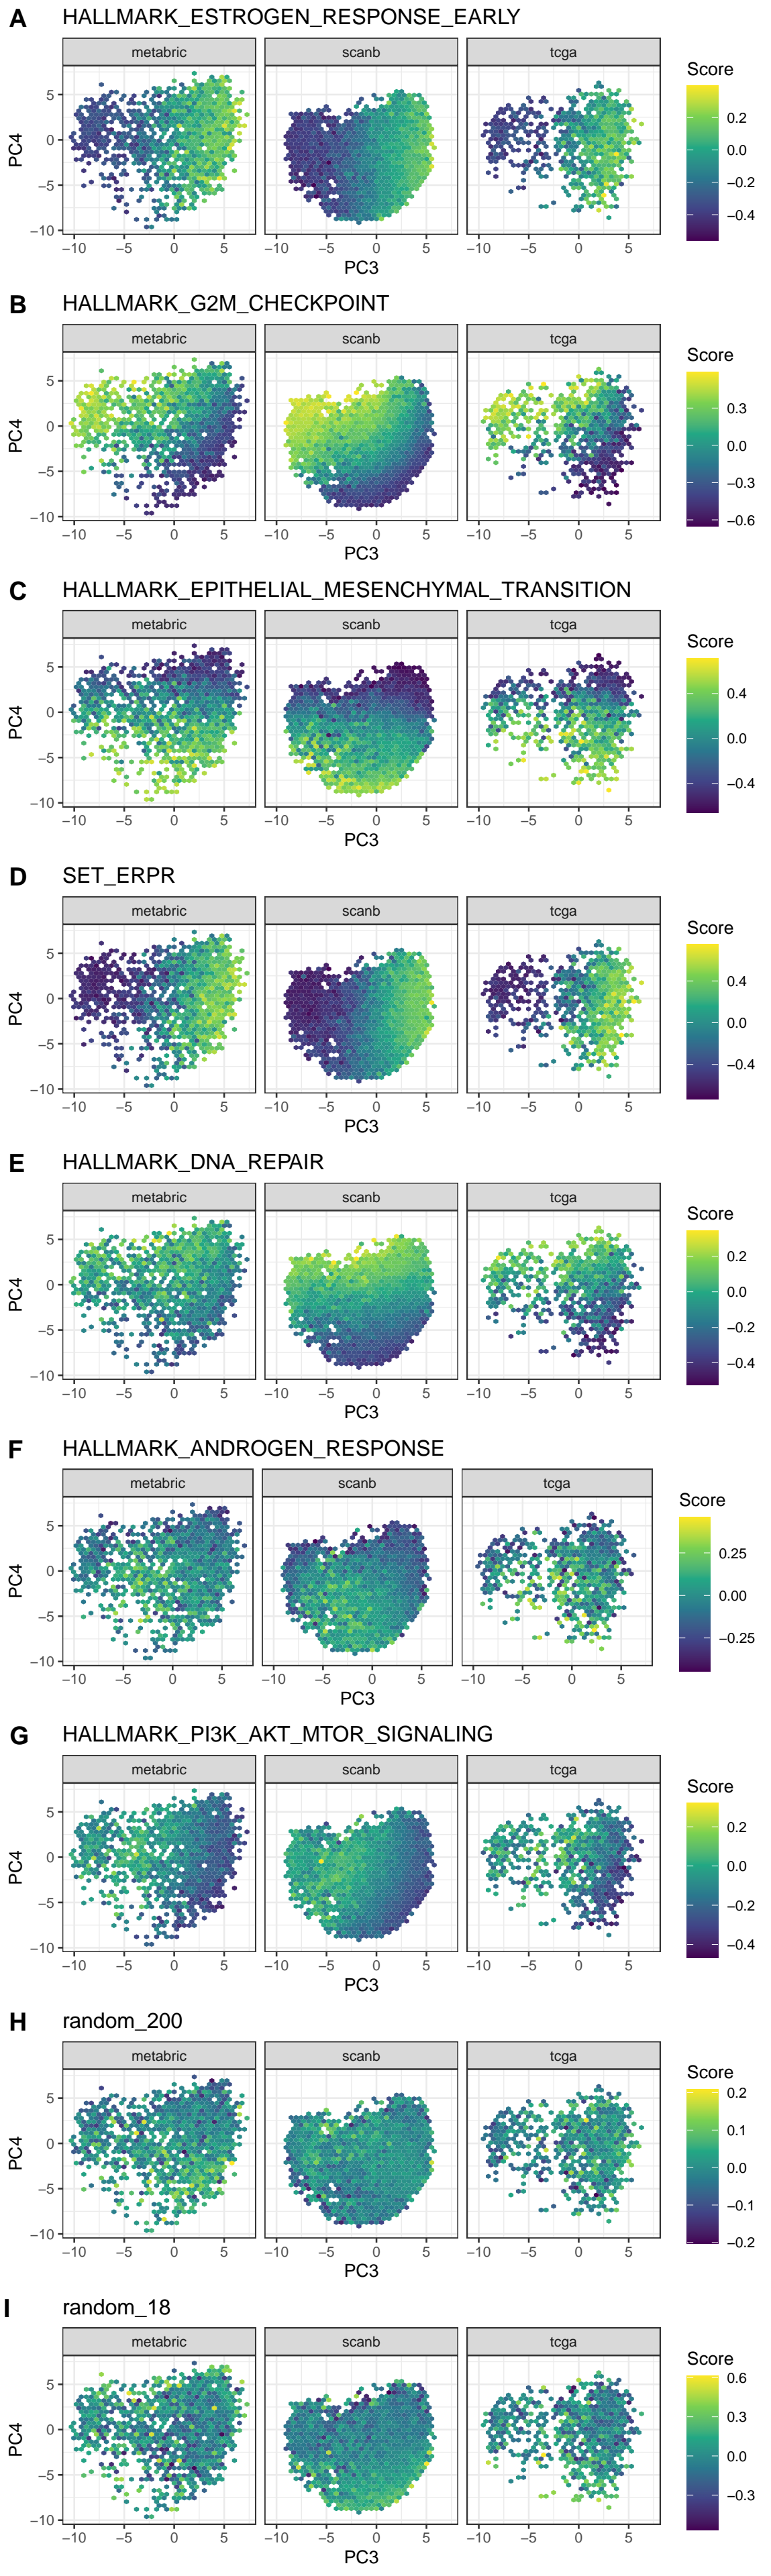 A HALLMARK_ESTROGEN_RESPONSE_EARLY
metabric scanb tcga
Score
PC4
5
0
−5
−10
0.2
0.0
−0.2
−0.4
−10 −5 0 5 −10 −5 0 5 −10 −5 0 5
PC3
B HALLMARK_G2M_CHECKPOINT
metabric scanb tcga
Score
PC4
5
0
−5
−10
0.3
0.0
−0.3
−0.6
−10 −5 0 5 −10 −5 0 5 −10 −5 0 5
PC3
C HALLMARK_EPITHELIAL_MESENCHYMAL_TRANSITION
metabric scanb tcga
Score
PC4
5
0
−5
−10
0.4
0.0
−0.4
−10 −5 0 5 −10 −5 0 5 −10 −5 0 5
PC3
D SET_ERPR
metabric scanb tcga
Score
PC4
5
0
−5
−10
0.4
0.0
−0.4
−10 −5 0 5 −10 −5 0 5 −10 −5 0 5
PC3
E HALLMARK_DNA_REPAIR
metabric scanb tcga
Score
PC4
5
0
−5
−10
0.2
0.0
−0.2
−0.4
−10 −5 0 5 −10 −5 0 5 −10 −5 0 5
PC3
F HALLMARK_ANDROGEN_RESPONSE
metabric scanb tcga
Score
PC4
5
0
−5
−10
0.25
0.00
−0.25
−10 −5 0 5 −10 −5 0 5 −10 −5 0 5
PC3
G HALLMARK_PI3K_AKT_MTOR_SIGNALING
metabric scanb tcga
Score
PC4
5
0
−5
−10
0.2
0.0
−0.2
−0.4
−10 −5 0 5 −10 −5 0 5 −10 −5 0 5
PC3
H random_200
metabric scanb tcga
Score
PC4
5
0
−5
−10
0.2
0.1
0.0
−0.1
−0.2
−10 −5 0 5 −10 −5 0 5 −10 −5 0 5
PC3
I random_18
metabric scanb tcga
Score
PC4
5
0
−5
−10
0.6
0.3
0.0
−0.3
−10 −5 0 5 −10 −5 0 5 −10 −5 0 5
PC3